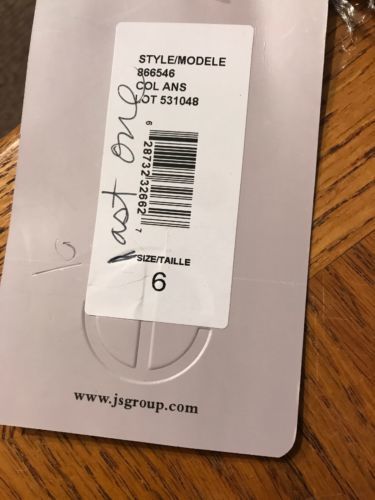 STYLE/MODELE
866546
COL ANS
LOT 531048
6 28732 32662 7
last one
SIZE/TAILLE
6
www.jsgroup.com